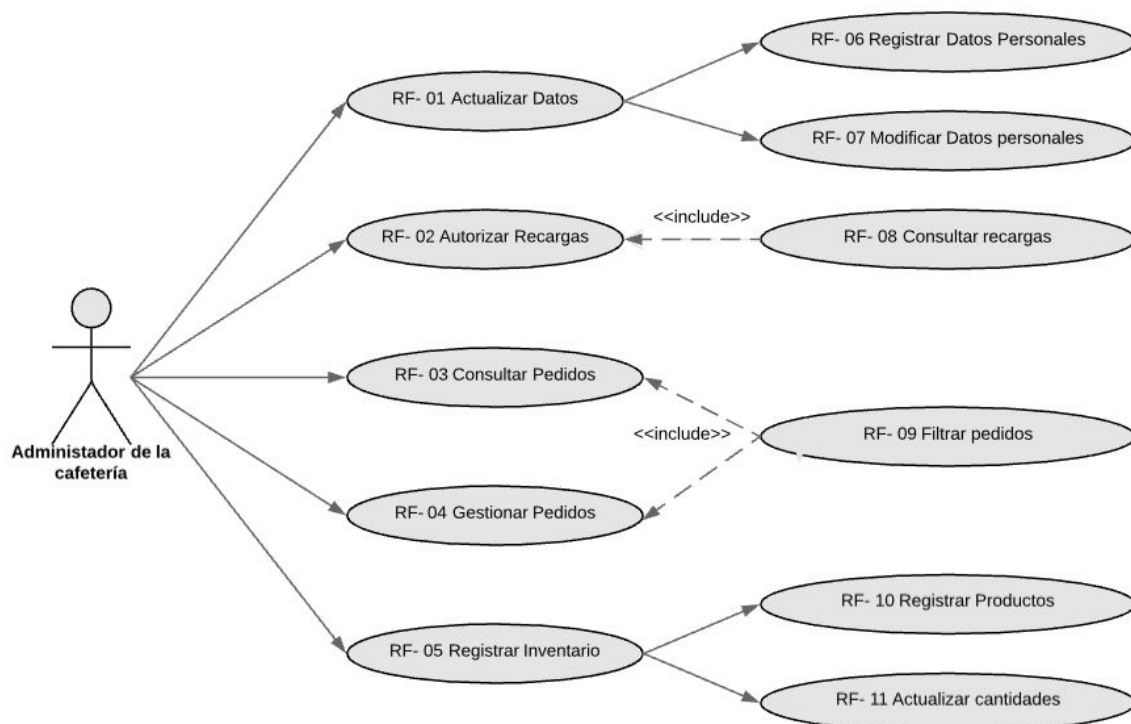 RF- 06 Registrar Datos Personales
RF- 01 Actualizar Datos
RF- 07 Modificar Datos personales
<<include>>
RF- 02 Autorizar Recargas
RF- 08 Consultar recargas
RF- 03 Consultar Pedidos
<<include>>
RF- 09 Filtrar pedidos
Administador de la
cafetería
RF- 04 Gestionar Pedidos
RF- 10 Registrar Productos
RF- 05 Registrar Inventario
RF- 11 Actualizar cantidades